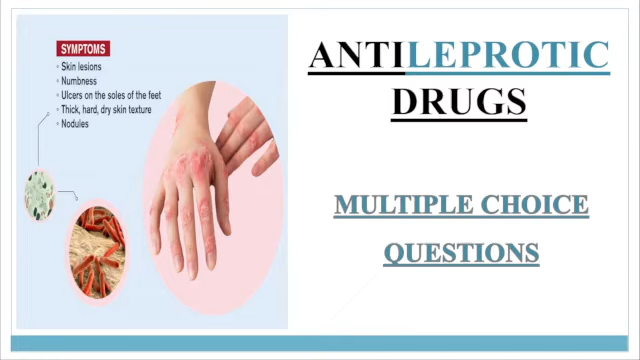 SYMPTOMS
Skin lesions
Numbness
Ulcers on the soles of the feet
Thick, hard, dry skin texture
Nodules
ANTILEPROTIC
DRUGS
MULTIPLE CHOICE
QUESTIONS